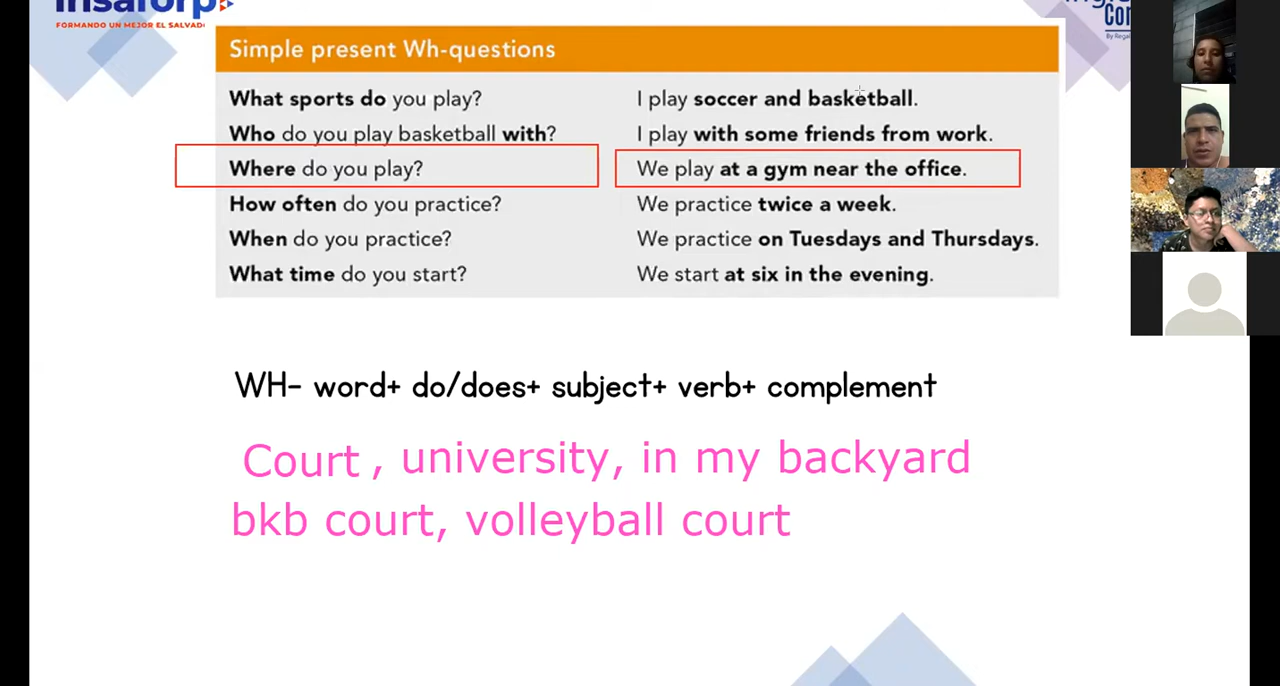 Insaforp
FORMANDO UN MEJOR EL SALVADOR
Con
By Regal
Simple present Wh-questions
What sports do you play? I play soccer and basketball.
Who do you play basketball with? I play with some friends from work.
Where do you play? We play at a gym near the office.
How often do you practice? We practice twice a week.
When do you practice? We practice on Tuesdays and Thursdays.
What time do you start? We start at six in the evening.
WH- word+ do/does+ subject+ verb+ complement
Court , university, in my backyard
bkb court, volleyball court